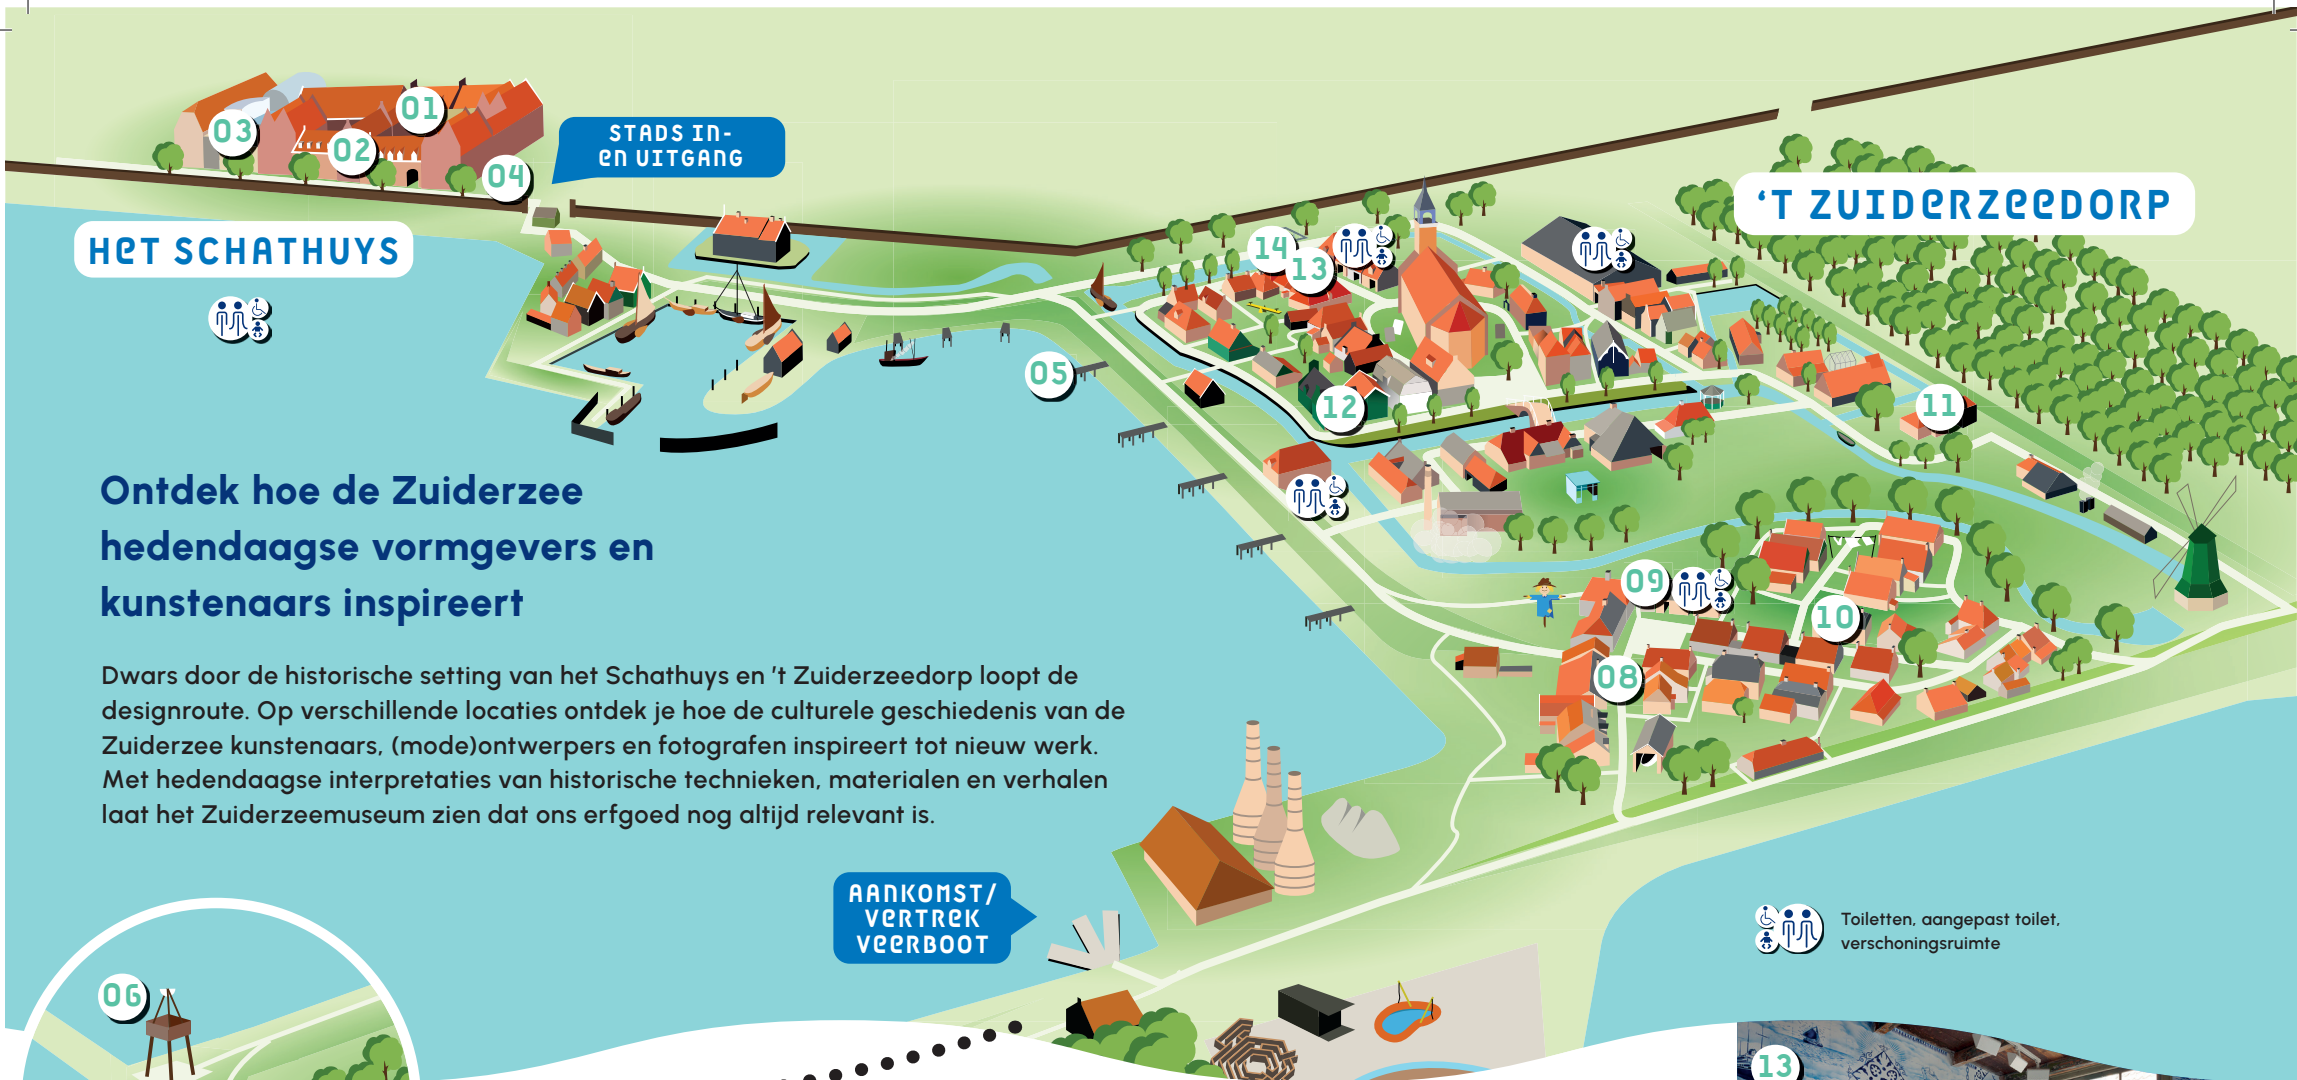 01
03
02
04
STADS IN-
EN UITGANG
HET SCHATHUYS
'T ZUIDERZEEDORP
14
13
05
12
11
Ontdek hoe de Zuiderzee
hedendaagse vormgevers en
kunstenaars inspireert
09
10
08
Dwars door de historische setting van het Schathuys en 't Zuiderzeedorp loopt de
designroute. Op verschillende locaties ontdek je hoe de culturele geschiedenis van de
Zuiderzee kunstenaars, (mode)ontwerpers en fotografen inspireert tot nieuw werk.
Met hedendaagse interpretaties van historische technieken, materialen en verhalen
laat het Zuiderzeemuseum zien dat ons erfgoed nog altijd relevant is.
AANKOMST/
VERTREK
VEERBOOT
Toiletten, aangepast toilet,
verschoningsruimte
06
13